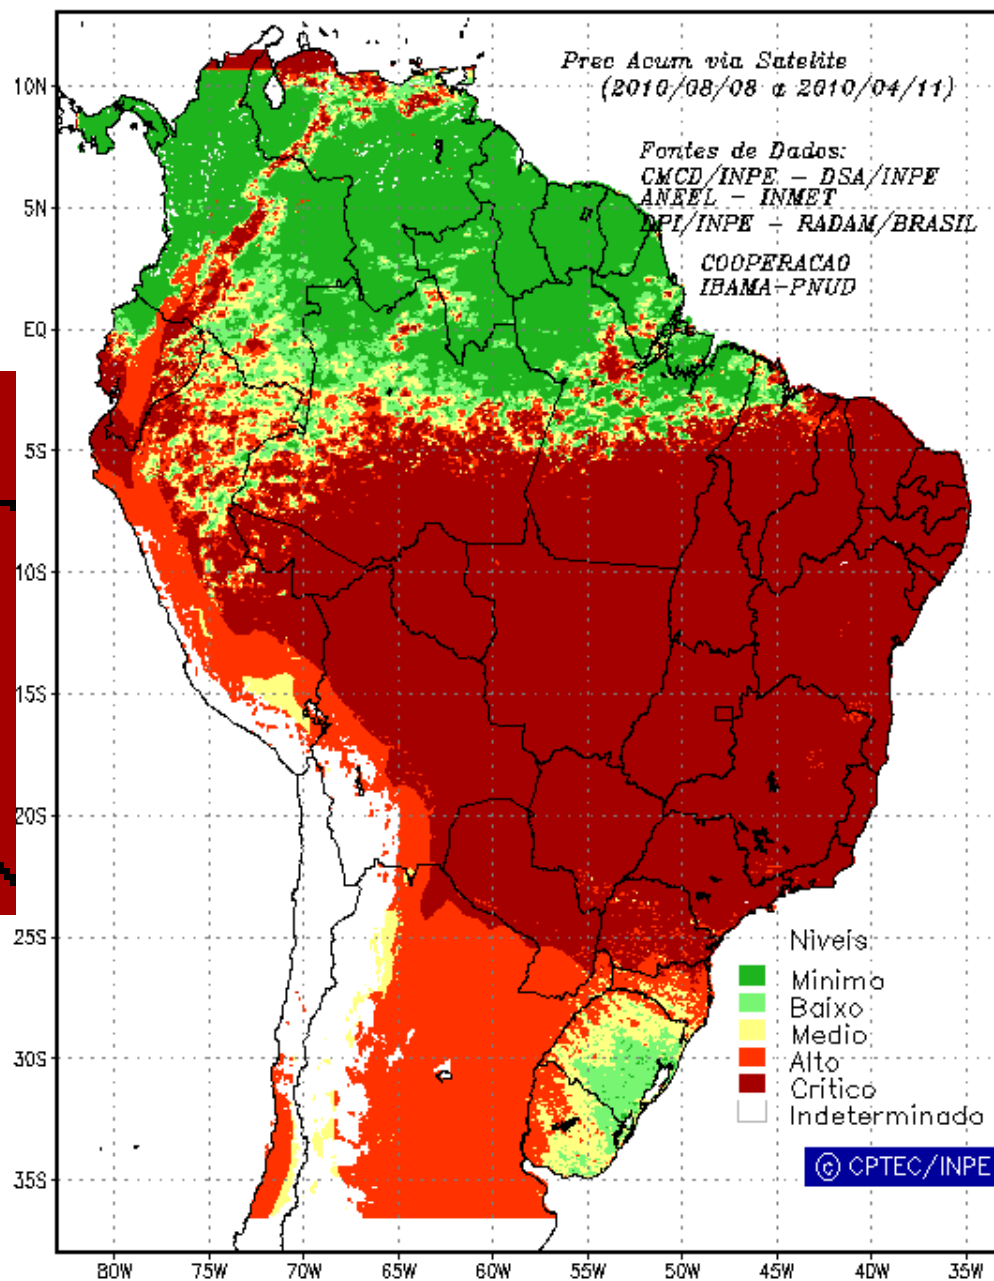 Prec Acum via Satelite
(2010/08/08 a 2010/04/11)
Fontes de Dados:
CMCD/INPE – DSA/INPE
ANEEL – INMET
DPI/INPE – RADAM/BRASIL
COOPERACAO
IBAMA–PNUD
10N
5N
EQ
5S
10S
15S
20S
25S
30S
35S
Niveis
Minimo
Baixo
Medio
Alto
Crítico
Indeterminado
© CPTEC/INPE
80W 75W 70W 65W 60W 55W 50W 45W 40W 35W